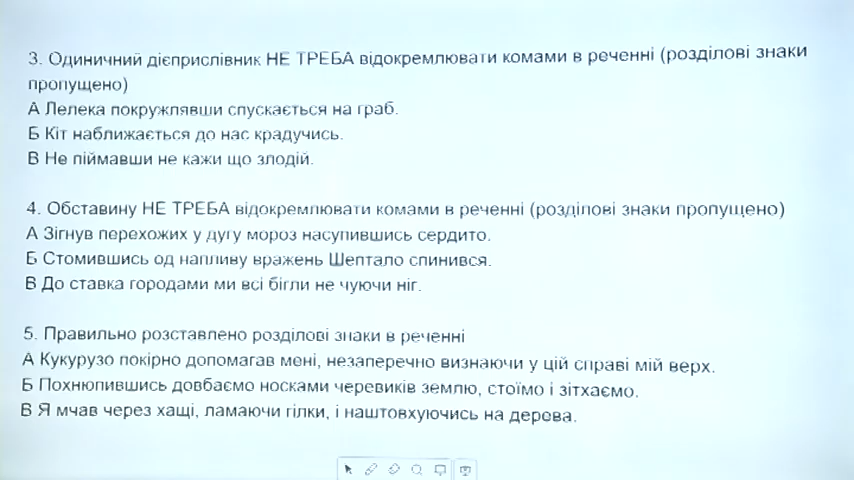 3. Одиничний дієприслівник НЕ ТРЕБА відокремлювати комами в реченні (розділові знаки
пропущено)
А Лелека покружлявши спускається на граб.
Б Кіт наближається до нас крадучись.
В Не піймавши не кажи що злодій.
4. Обставину НЕ ТРЕБА відокремлювати комами в реченні (розділові знаки пропущено)
А Зігнув перехожих у дугу мороз насупившись сердито.
Б Стомившись од напливу вражень Шептало спинився.
В До ставка городами ми всі бігли не чуючи ніг.
5. Правильно розставлено розділові знаки в реченні
А Кукурузо покірно допомагав мені, незаперечно визнаючи у цій справі мій верх.
Б Похнюпившись довбаємо носками черевиків землю, стоїмо і зітхаємо.
В Я мчав через хащі, ламаючи гілки, і наштовхуючись на дерева.